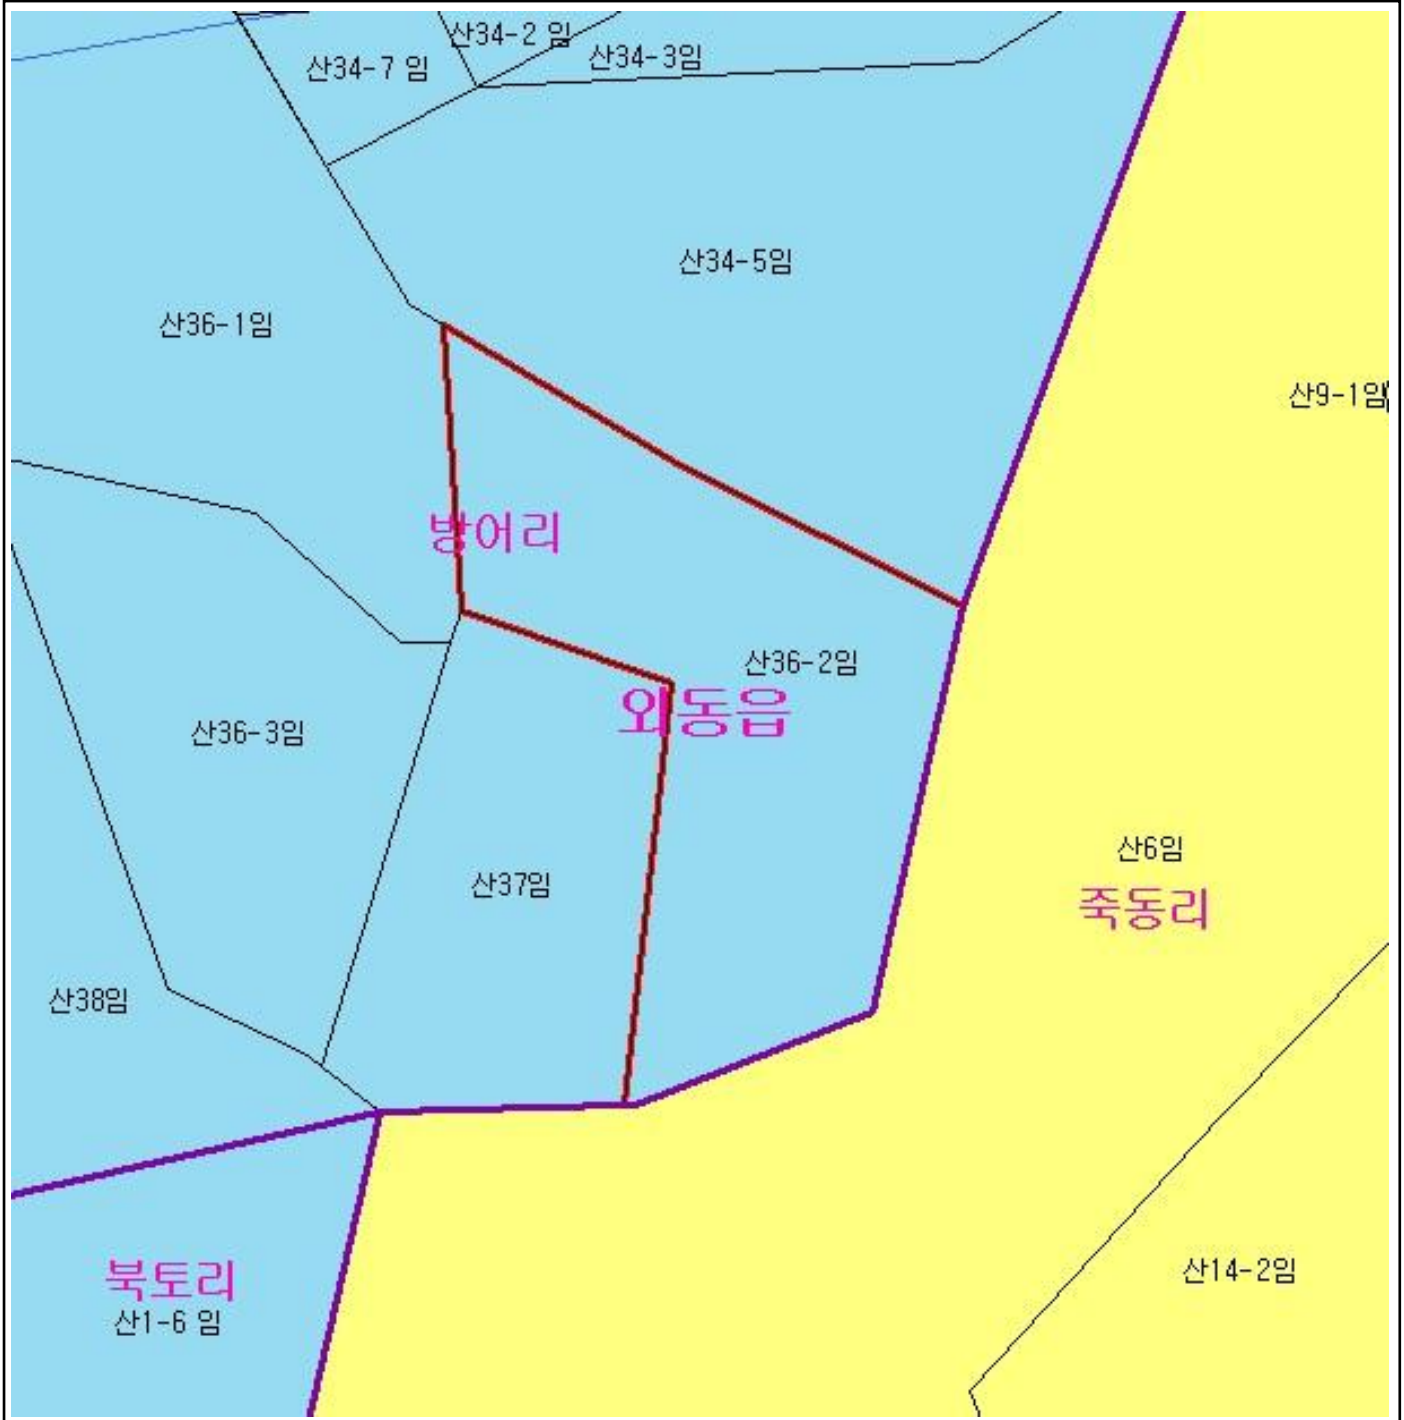 산34-2 임
산34-7 임
산34-3임
산34-5임
산36-1임
산9-1임
방어리
산36-2임
외동읍
산36-3임
산6임
산37임
죽동리
산38임
북토리
산14-2임
산1-6 임